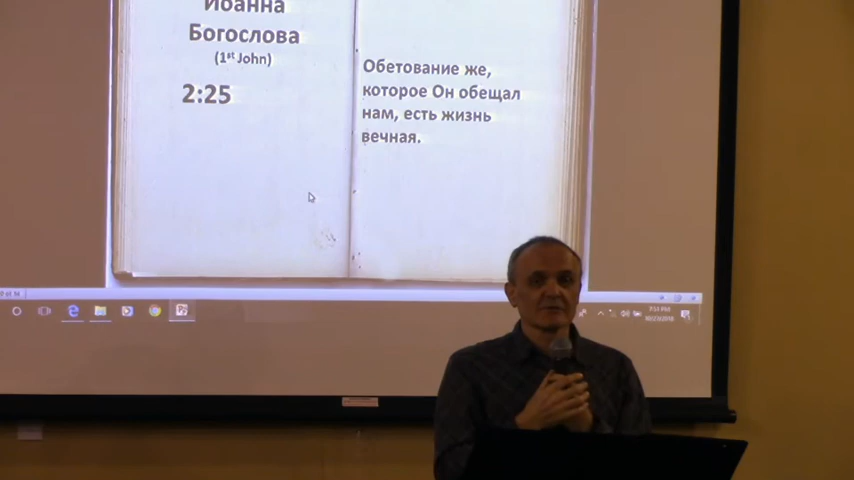 Иоанна
Богослова
(1st John)
2:25
Обетование же,
которое Он обещал
нам, есть жизнь
вечная.